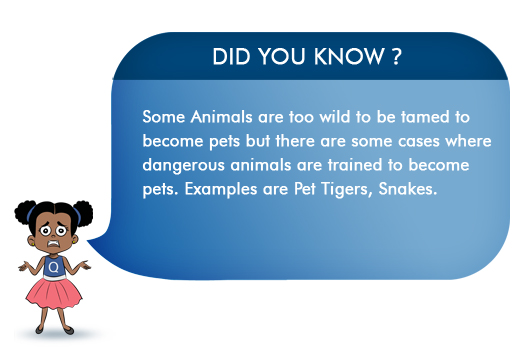 DID YOU KNOW ?
Some Animals are too wild to be tamed to
become pets but there are some cases where
dangerous animals are trained to become
pets. Examples are Pet Tigers, Snakes.
Q